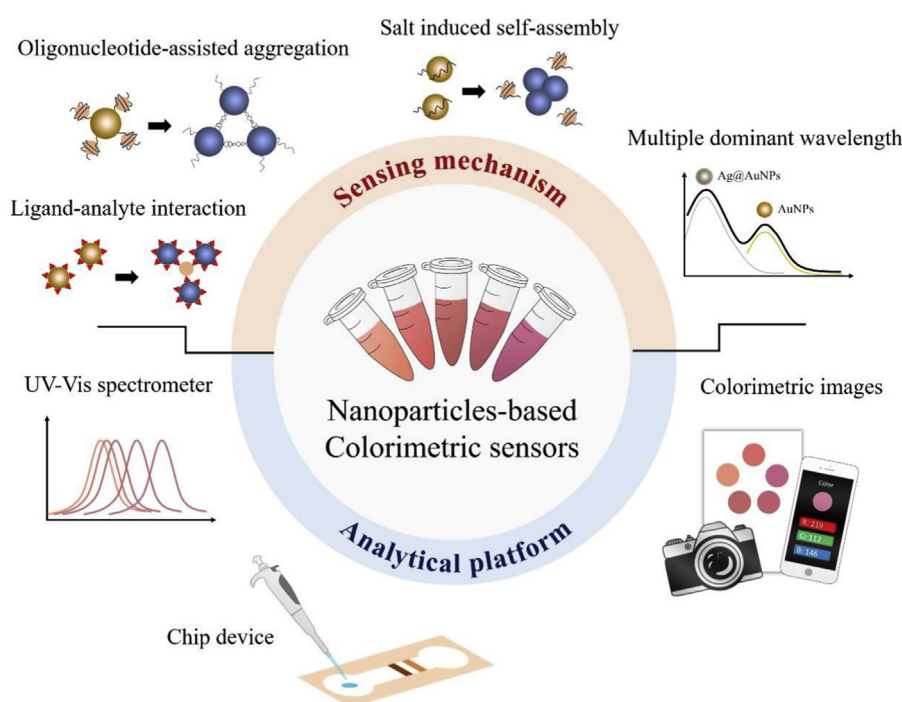 Oligonucleotide-assisted aggregation
Salt induced self-assembly
Multiple dominant wavelength
Ag@AuNPs
AuNPs
Ligand-analyte interaction
Sensing mechanism
Nanoparticles-based
Colorimetric sensors
Analytical platform
UV-Vis spectrometer
Colorimetric images
Color
R: 219
G: 112
B: 146
Chip device